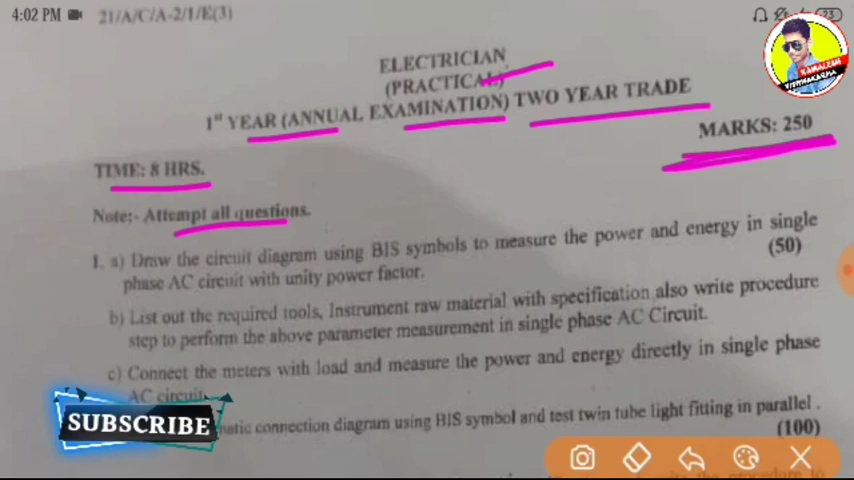 4:02 PM
21/A/C/A-2/1/E(3)
23
ELECTRICIAN
(PRACTICAL)
1st YEAR (ANNUAL EXAMINATION) TWO YEAR TRADE
MARKS: 250
TIME: 8 HRS.
Note:- Attempt all questions.
1. a) Draw the circuit diagram using BIS symbols to measure the power and energy in single
phase AC circuit with unity power factor. (50)
b) List out the required tools, Instrument raw material with specification also write procedure
step to perform the above parameter measurement in single phase AC Circuit.
c) Connect the meters with load and measure the power and energy directly in single phase
AC circuit.
matic connection diagram using BIS symbol and test twin tube light fitting in parallel .
(100)
SUBSCRIBE
KAMALESH
VISHWAKARMA